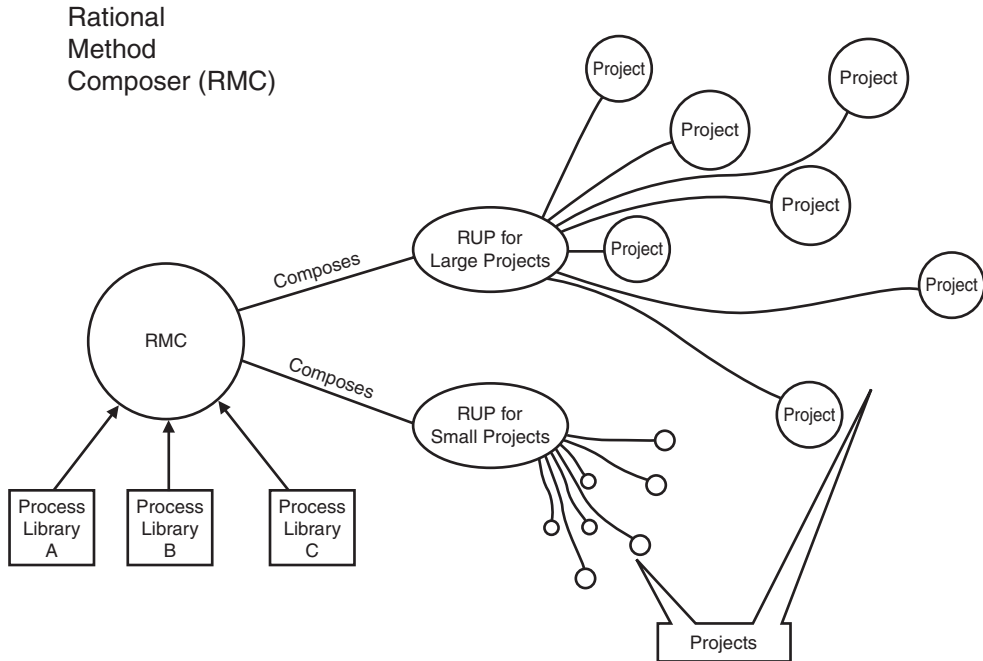 Rational
Method
Composer (RMC)
Project
Project
Project
Project
RUP for
Large Projects
Project
Project
Composes
RMC
Composes
RUP for
Small Projects
Project
Process
Library
A
Process
Library
B
Process
Library
C
Projects